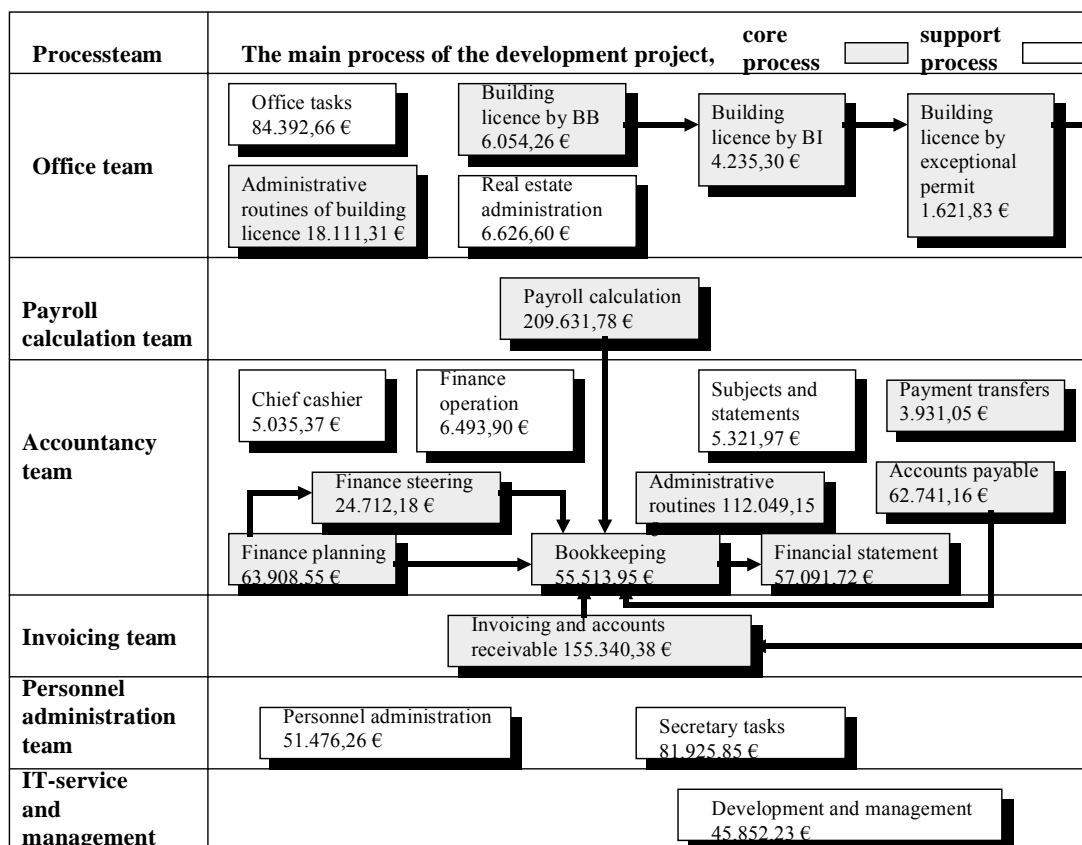 Processteam
The main process of the development project,
core
process
support
process
Office team
Office tasks
84.392,66 €
Building
licence by BB
6.054,26 €
Building
licence by BI
4.235,30 €
Building
licence by
exceptional
permit
1.621,83 €
Administrative
routines of building
licence 18.111,31 €
Real estate
administration
6.626,60 €
Payroll
calculation team
Payroll calculation
209.631,78 €
Accountancy
team
Chief cashier
5.035,37 €
Finance
operation
6.493,90 €
Subjects and
statements
5.321,97 €
Payment transfers
3.931,05 €
Finance steering
24.712,18 €
Administrative
routines 112.049,15
Accounts payable
62.741,16 €
Finance planning
63.908,55 €
Bookkeeping
55.513,95 €
Financial statement
57.091,72 €
Invoicing team
Invoicing and accounts
receivable 155.340,38 €
Personnel
administration
team
Personnel administration
51.476,26 €
Secretary tasks
81.925,85 €
IT-service
and
management
Development and management
45.852,23 €